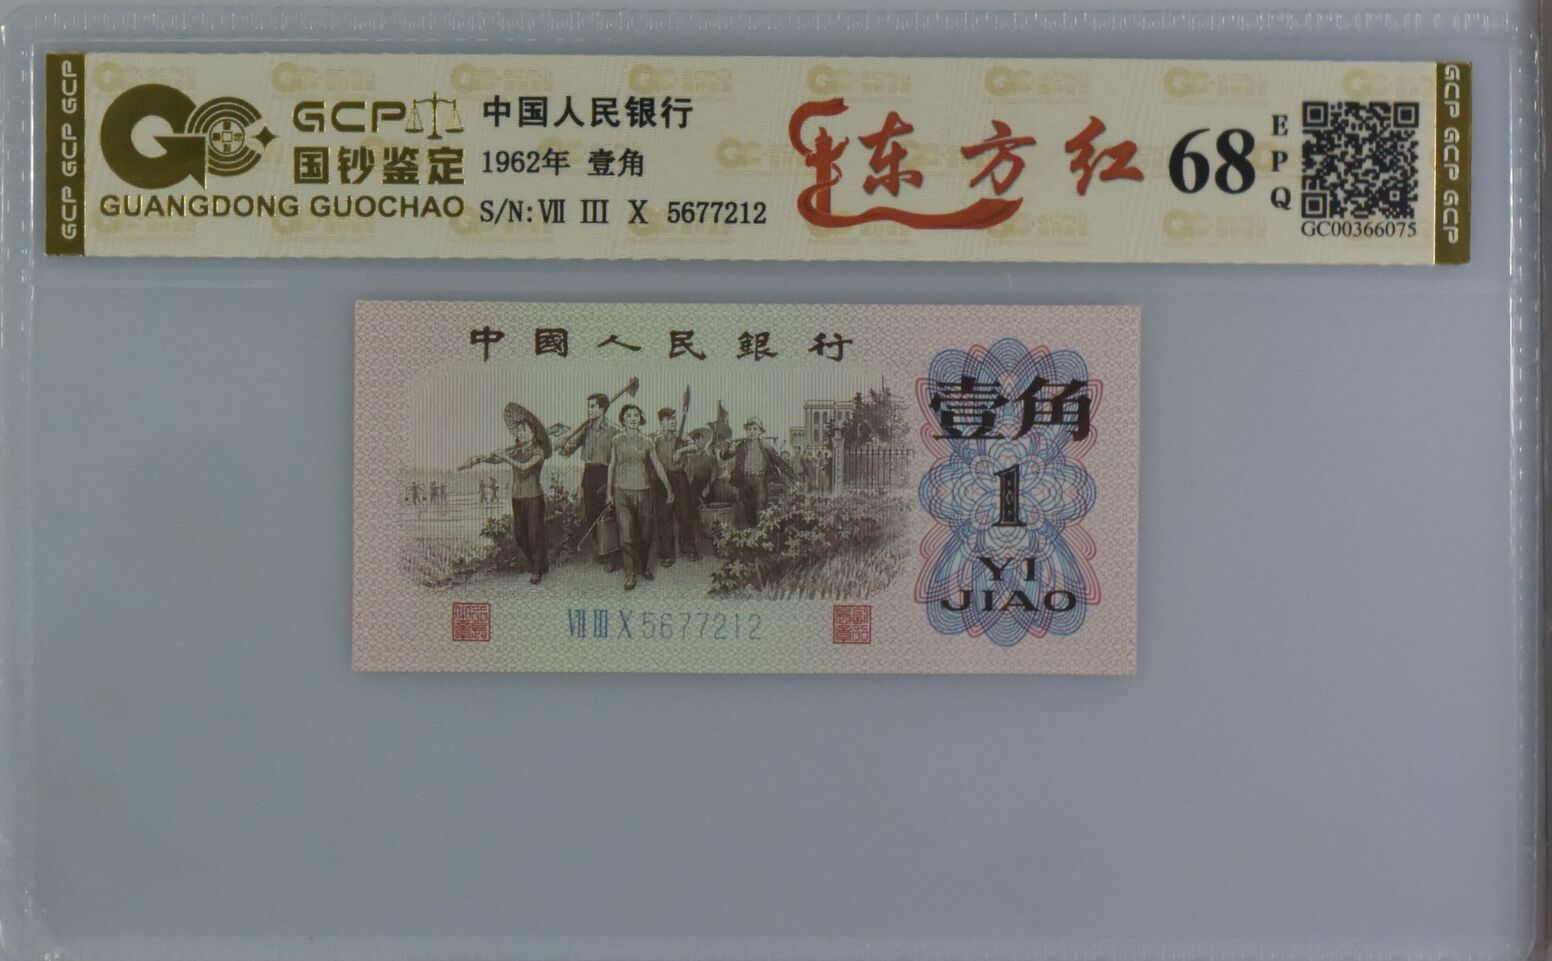 GCP GCP GCP
GCP
国钞鉴定
GUANGDONG GUOCHAO
中国人民银行
1962年 壹角
S/N: Ⅶ Ⅲ Ⅹ 5677212
东方红
68
EPQ
GC00366075
GCP GCP GCP
中國人民銀行
壹角
1
YI
JIAO
Ⅶ Ⅲ Ⅹ 5677212